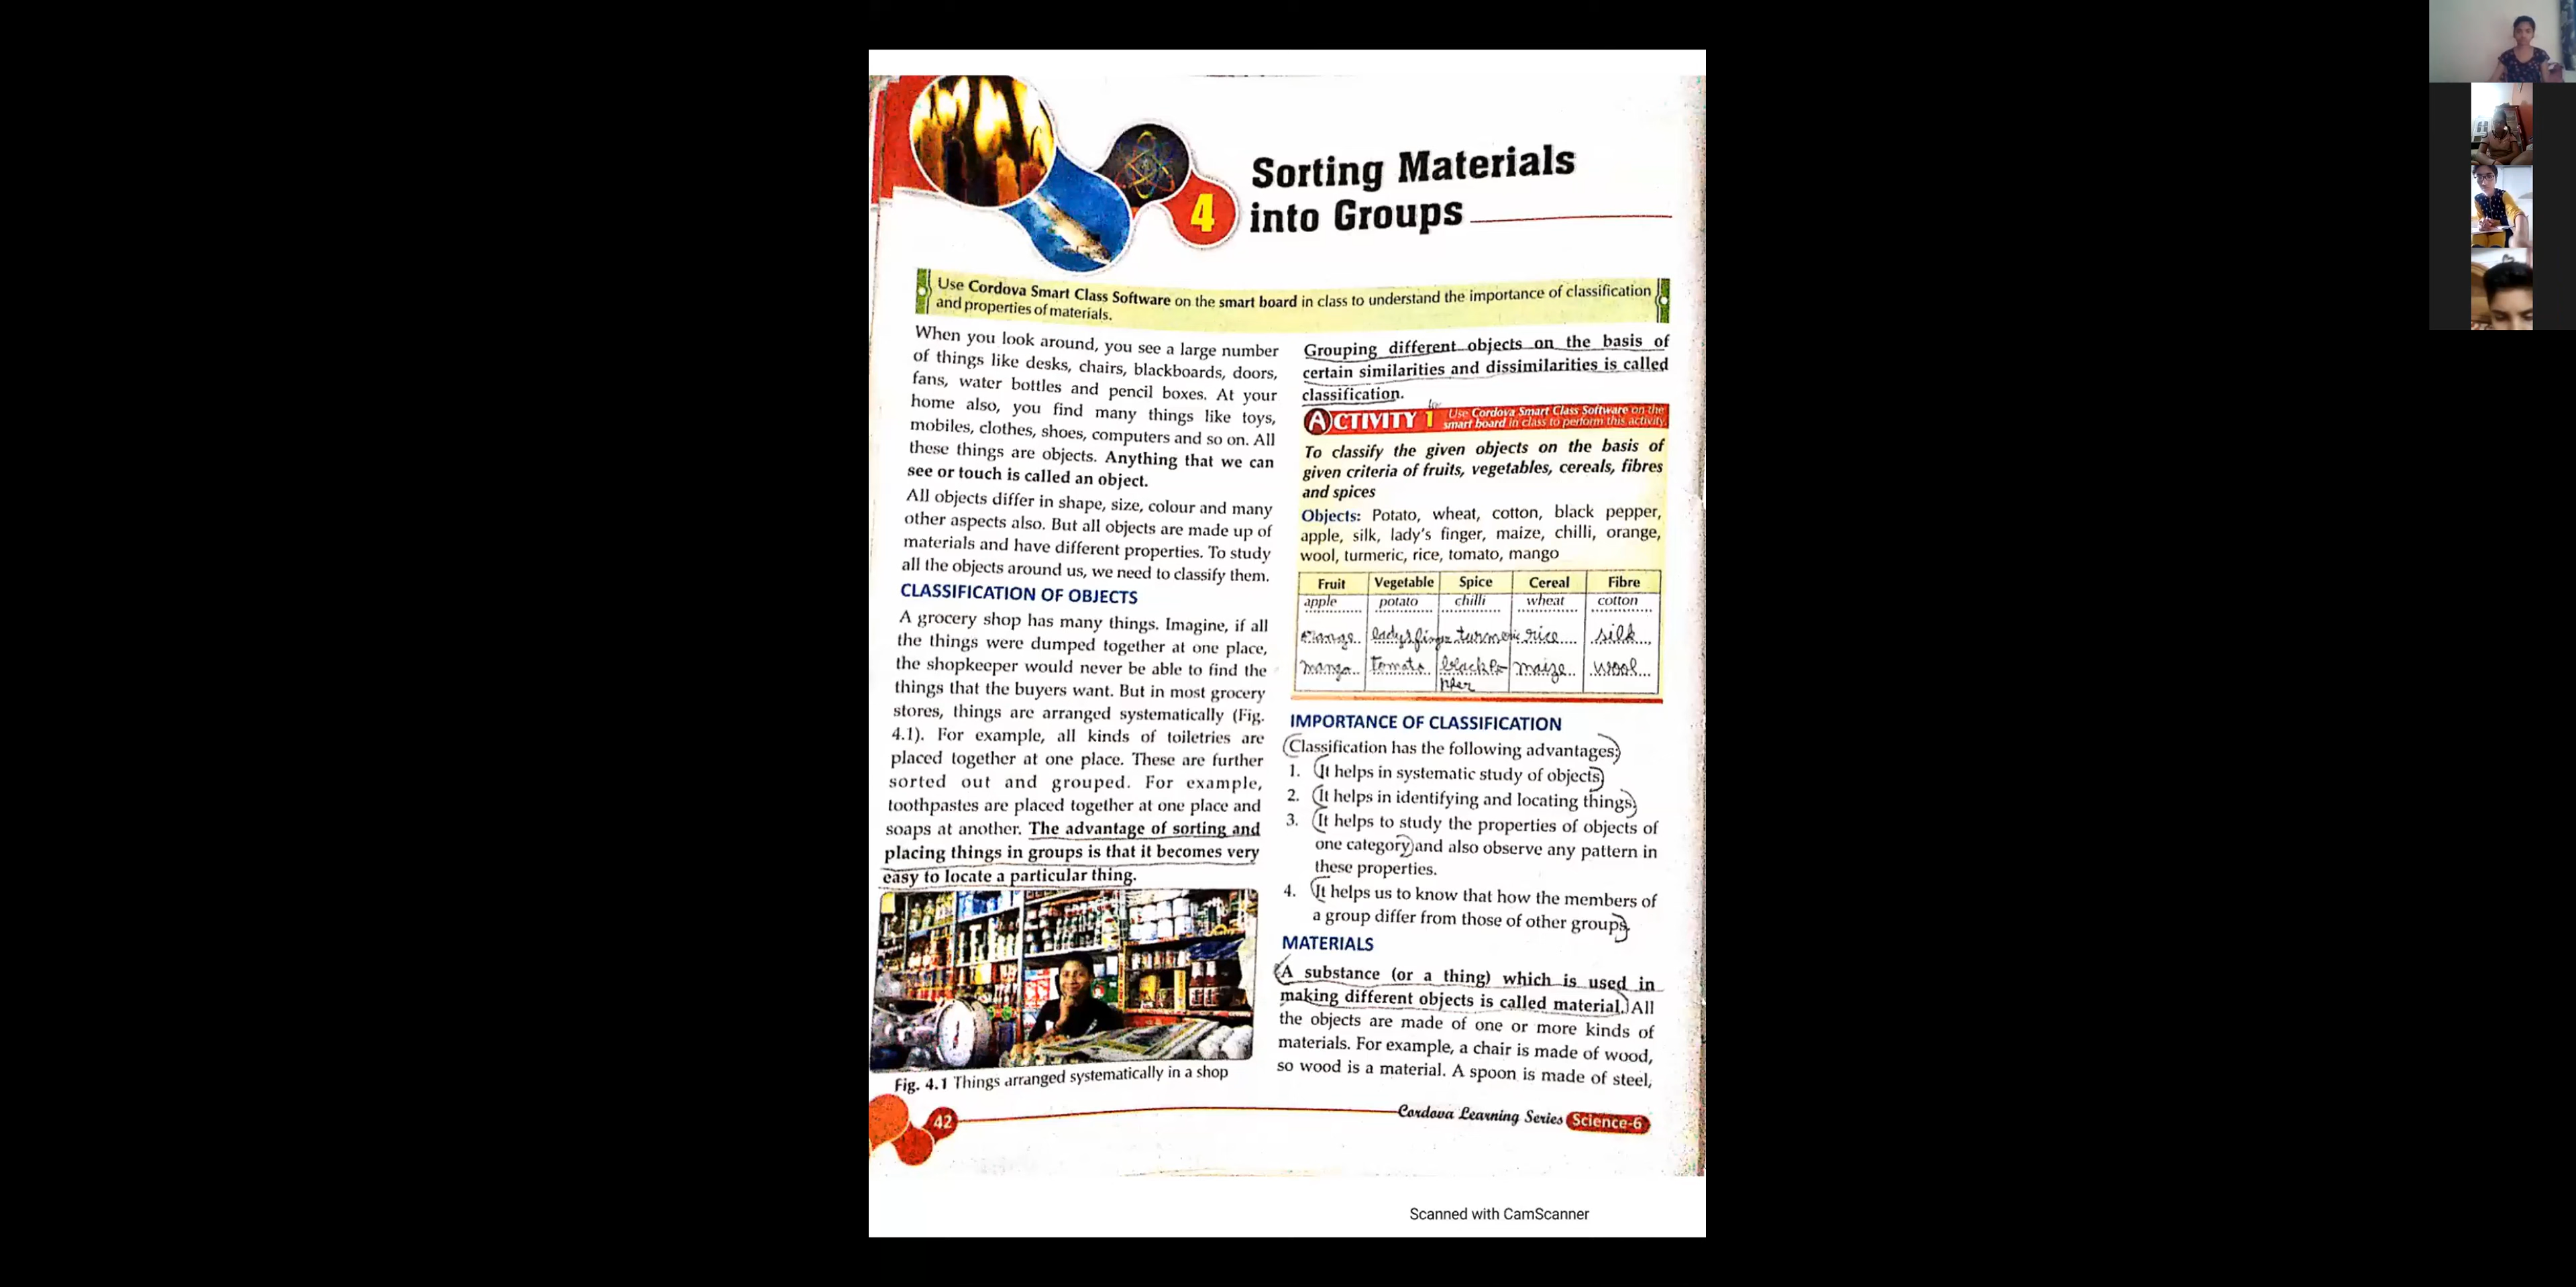 4
Sorting Materials
into Groups
Use Cordova Smart Class Software on the smart board in class to understand the importance of classification
and properties of materials.
When you look around, you see a large number
of things like desks, chairs, blackboards, doors,
fans, water bottles and pencil boxes. At your
home also, you find many things like toys,
mobiles, clothes, shoes, computers and so on. All
these things are objects. Anything that we can
see or touch is called an object.
All objects differ in shape, size, colour and many
other aspects also. But all objects are made up of
materials and have different properties. To study
all the objects around us, we need to classify them.
CLASSIFICATION OF OBJECTS
A grocery shop has many things. Imagine, if all
the things were dumped together at one place,
the shopkeeper would never be able to find the
things that the buyers want. But in most grocery
stores, things are arranged systematically (Fig.
4.1). For example, all kinds of toiletries are
placed together at one place. These are further
sorted out and grouped. For example,
toothpastes are placed together at one place and
soaps at another. The advantage of sorting and
placing things in groups is that it becomes very
easy to locate a particular thing.
Fig. 4.1 Things arranged systematically in a shop
Grouping different objects on the basis of
certain similarities and dissimilarities is called
classification.
ACTIVITY 1 Use Cordova Smart Class Software on the
smart board in class to perform this activity.
To classify the given objects on the basis of
given criteria of fruits, vegetables, cereals, fibres
and spices
Objects: Potato, wheat, cotton, black pepper,
apple, silk, lady's finger, maize, chilli, orange,
wool, turmeric, rice, tomato, mango
Fruit Vegetable Spice Cereal Fibre
apple potato chilli wheat cotton
orange ladysfinger turmeric rice silk
mango tomato blackpe maize wool
pper
IMPORTANCE OF CLASSIFICATION
Classification has the following advantages:
1. It helps in systematic study of objects
2. It helps in identifying and locating things.
3. It helps to study the properties of objects of
one category and also observe any pattern in
these properties.
4. It helps us to know that how the members of
a group differ from those of other groups.
MATERIALS
A substance (or a thing) which is used in
making different objects is called material. All
the objects are made of one or more kinds of
materials. For example, a chair is made of wood,
so wood is a material. A spoon is made of steel,
42
Cordova Learning Series Science-6
Scanned with CamScanner